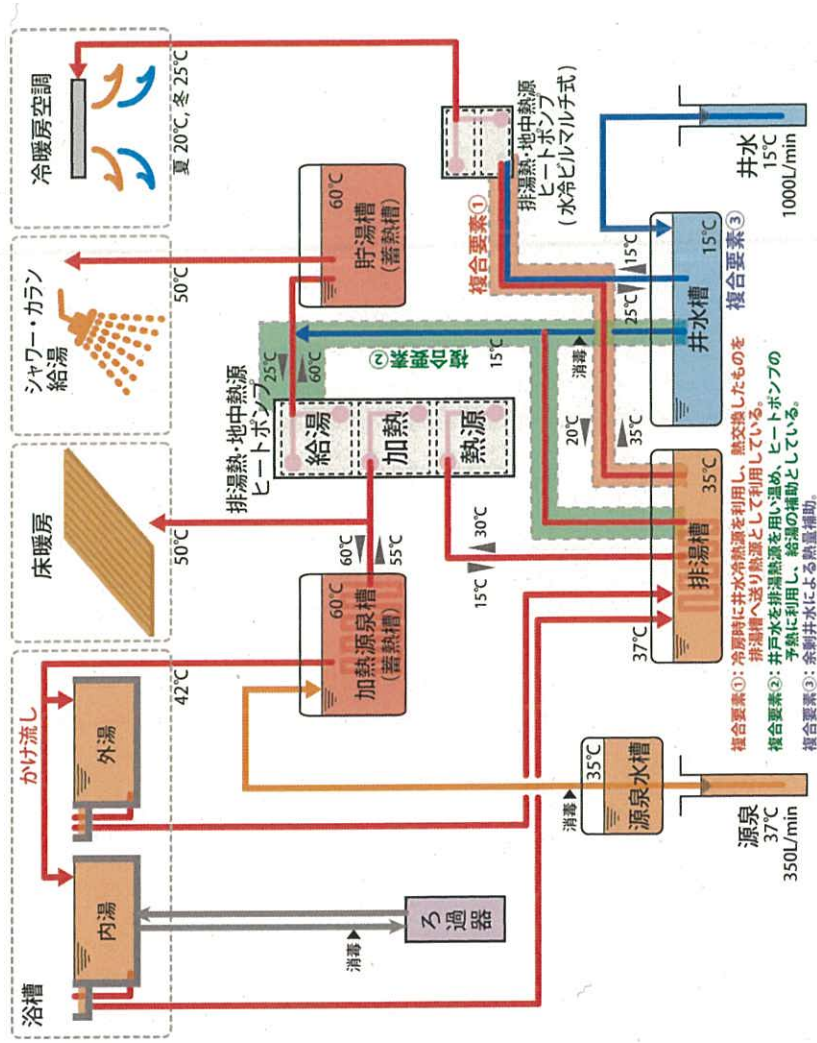 浴槽
かけ流し
内湯
外湯
42℃
床暖房
50℃
シャワー・カラン
給湯
50℃
冷暖房空調
夏 20℃, 冬 25℃
ろ過器
消毒
加熱源泉槽
(蓄熱槽)
60℃
60℃
55℃
排湯熱・地中熱源
ヒートポンプ
給湯
加熱
熱源
25℃
60℃
貯湯槽
(蓄熱槽)
60℃
排湯熱・地中熱源
ヒートポンプ
(水冷ビルマルチ式)
複合要素①
複合要素②
15℃
15℃
30℃
20℃
35℃
消毒
25℃
15℃
37℃
排湯槽
35℃
井水槽
15℃
複合要素③
井水
15℃
1000L/min
消毒
源泉水槽
35℃
源泉
37℃
350L/min
複合要素①: 冷房時に井水冷熱源を利用し、熱交換したものを
排湯槽へ送り熱源として利用している。
複合要素②: 井戸水を排湯熱源を用い温め、ヒートポンプの
予熱に利用し、給湯の補助としている。
複合要素③: 余剰井水による熱量補助。